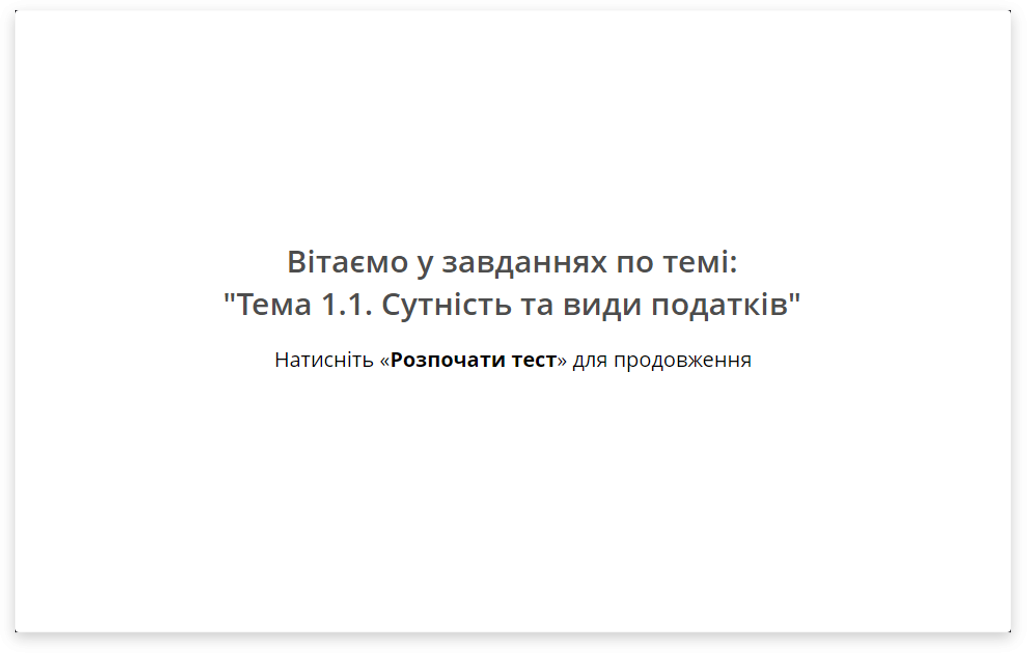 Вітаємо у завданнях по темі:
"Тема 1.1. Сутність та види податків"
Натисніть «Розпочати тест» для продовження